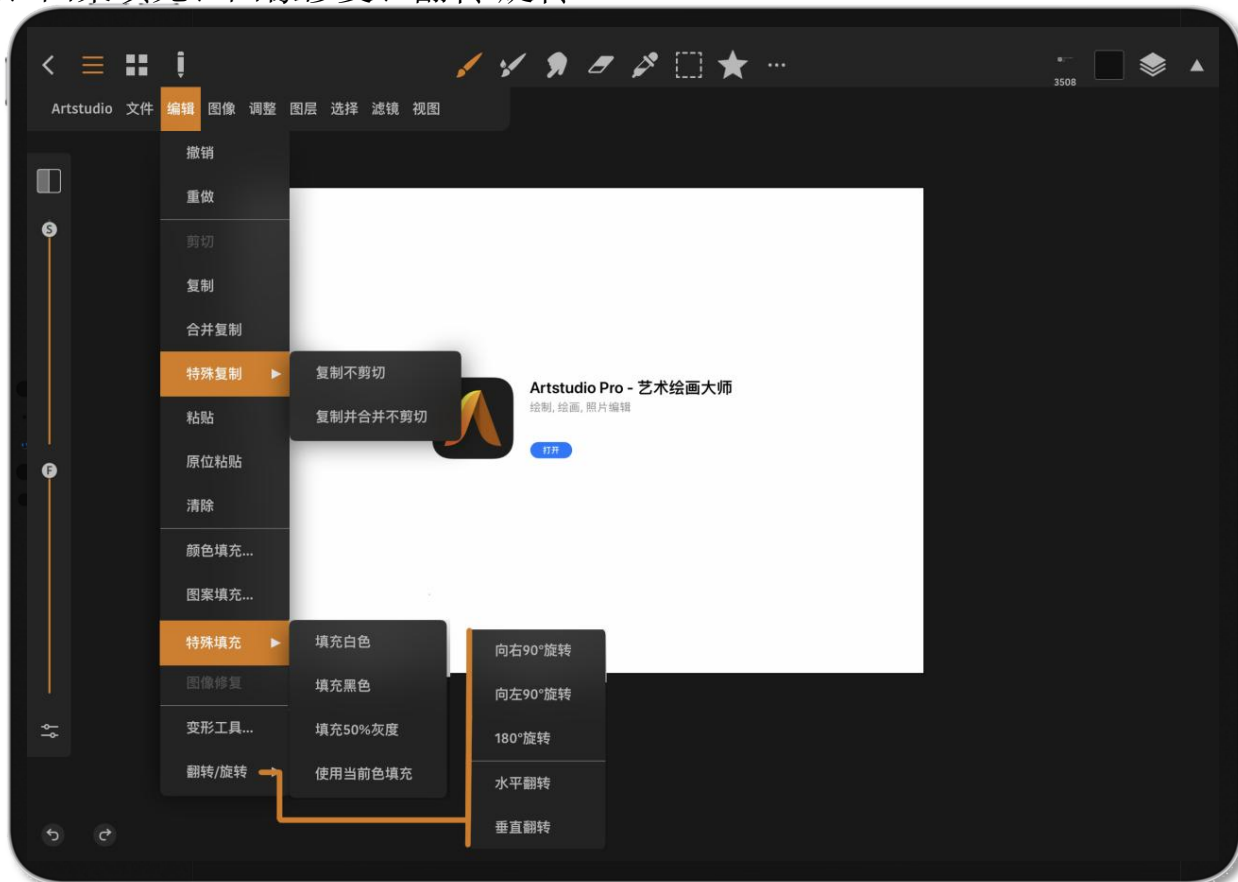 3508
Artstudio 文件 编辑 图像 调整 图层 选择 滤镜 视图
撤销
重做
S
剪切
复制
合并复制
特殊复制
复制不剪切
Artstudio Pro - 艺术绘画大师
绘制, 绘画, 照片编辑
粘贴
复制并合并不剪切
打开
原位粘贴
F
清除
颜色填充...
图案填充...
特殊填充
填充白色
向右90°旋转
图像修复
填充黑色
向左90°旋转
变形工具...
填充50%灰度
180°旋转
翻转/旋转
使用当前色填充
水平翻转
垂直翻转